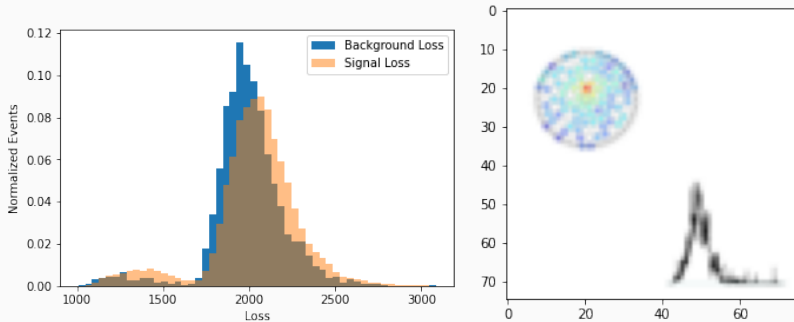 Background Loss
Signal Loss
0.12
0.10
0.08
0.06
0.04
0.02
0.00
Normalized Events
1000 1500 2000 2500 3000
Loss
0
10
20
30
40
50
60
70
0 20 40 60